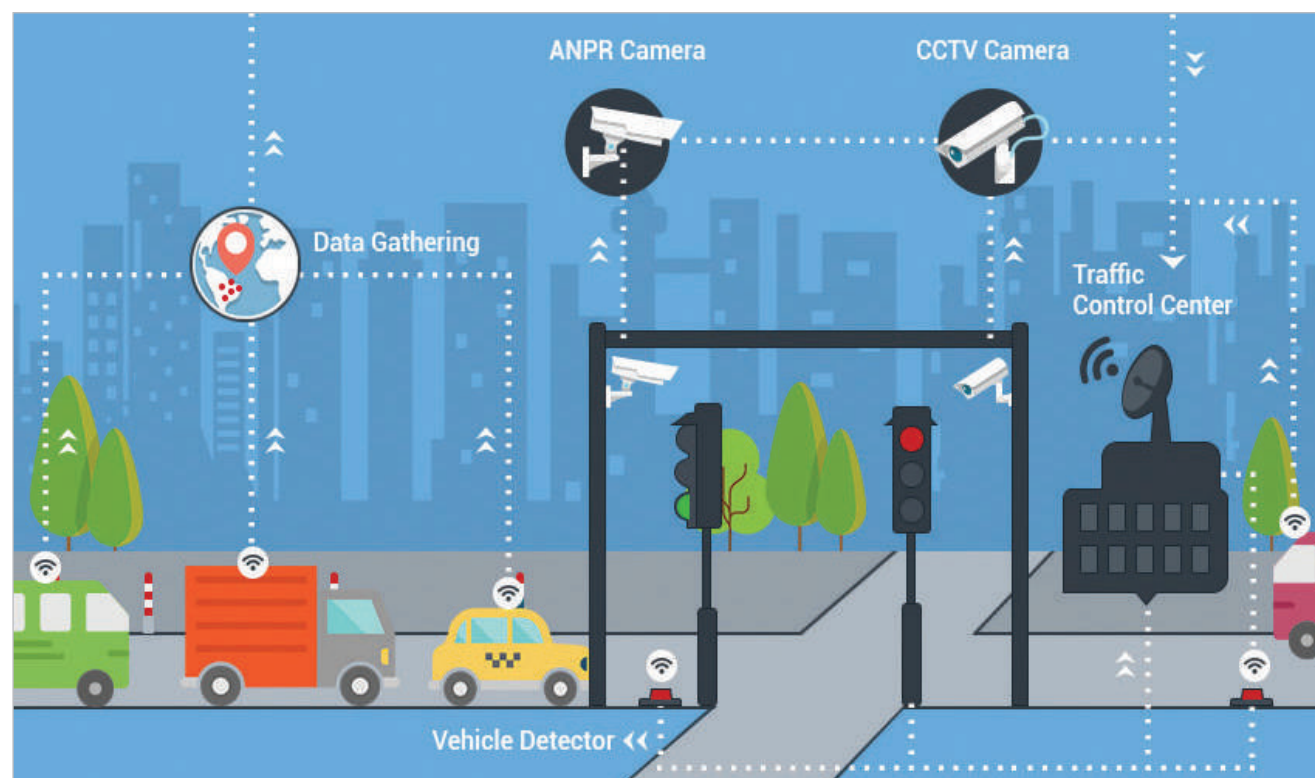 ANPR Camera
CCTV Camera
Data Gathering
Traffic
Control Center
Vehicle Detector